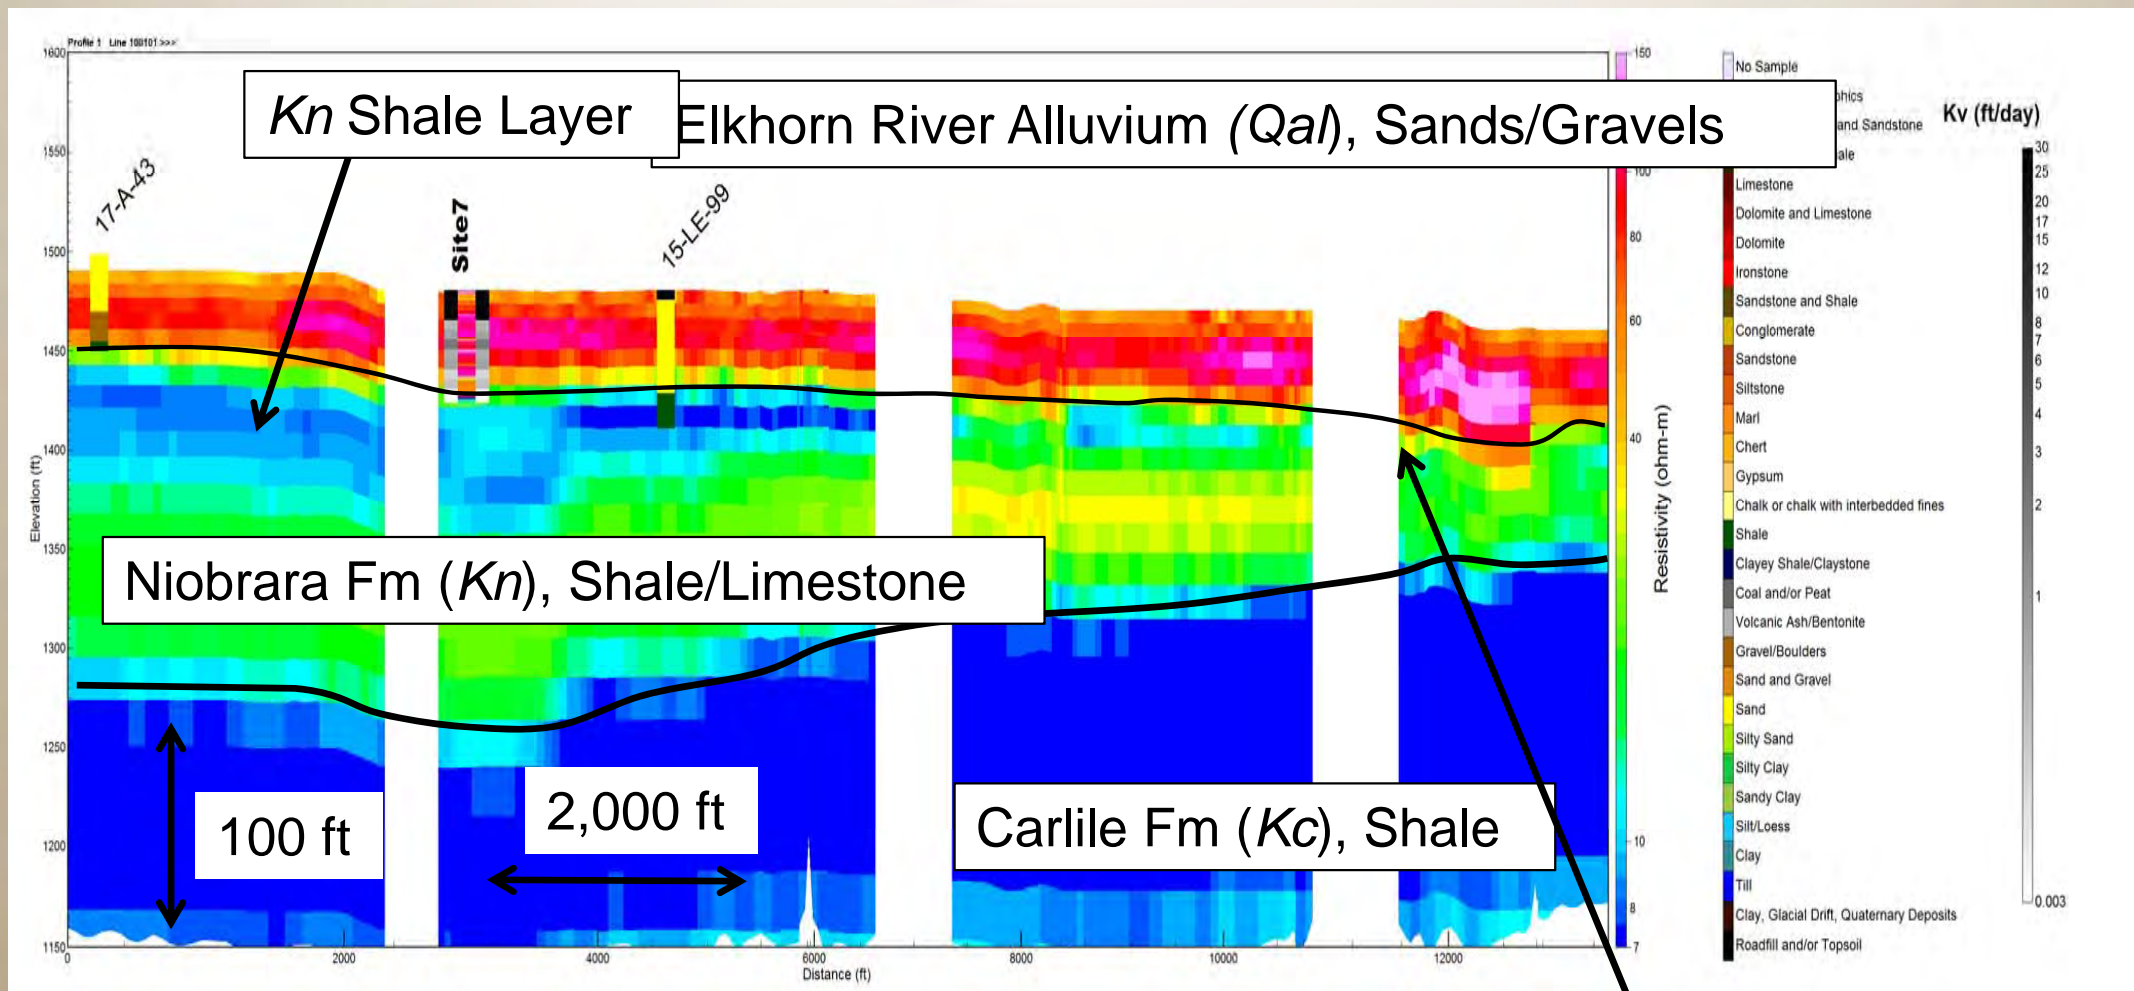 Profile 1 Line 100101 >>>
Kn Shale Layer
Elkhorn River Alluvium (Qal), Sands/Gravels
17-A-43
Site7
15-LE-99
Niobrara Fm (Kn), Shale/Limestone
Carlile Fm (Kc), Shale
100 ft
2,000 ft
Elevation (ft)
1600
1550
1500
1450
1400
1350
1300
1250
1200
1150
0
2000
4000
6000
8000
10000
12000
Distance (ft)
Resistivity (ohm-m)
150
100
80
60
40
10
8
7
No Sample
and Sandstone
Limestone
Dolomite and Limestone
Dolomite
Ironstone
Sandstone and Shale
Conglomerate
Sandstone
Siltstone
Marl
Chert
Gypsum
Chalk or chalk with interbedded fines
Shale
Clayey Shale/Claystone
Coal and/or Peat
Volcanic Ash/Bentonite
Gravel/Boulders
Sand and Gravel
Sand
Silty Sand
Silty Clay
Sandy Clay
Silt/Loess
Clay
Till
Clay, Glacial Drift, Quaternary Deposits
Roadfill and/or Topsoil
Kv (ft/day)
30
25
20
17
15
12
10
8
7
6
5
4
3
2
1
0.003